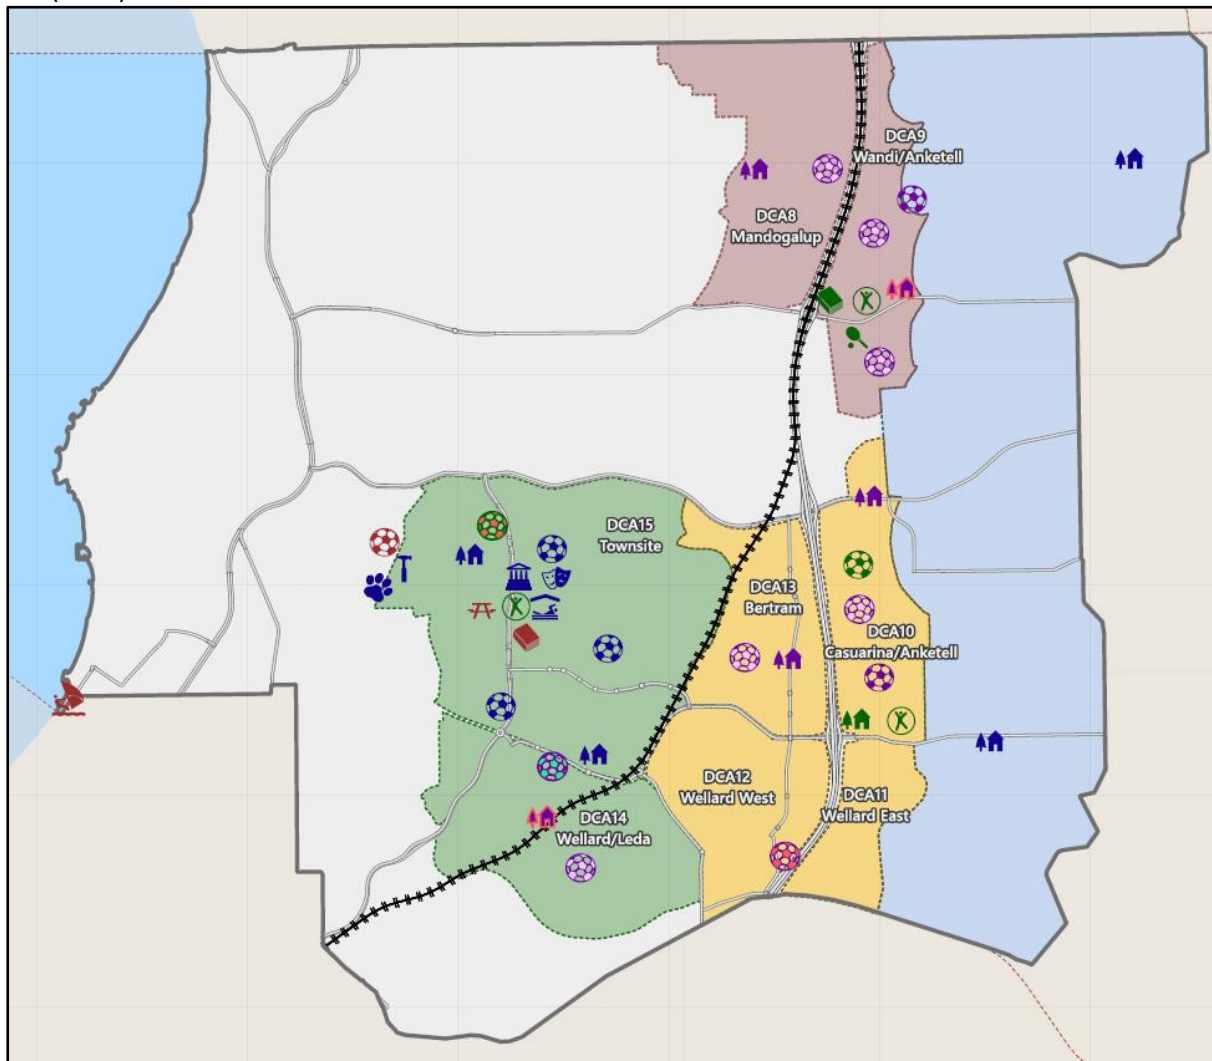 DCA9
Wandi/Anketell
DCA8
Mandogalup
DCA15
Townsite
DCA13
Bertram
DCA10
Casuarina/Anketell
DCA12
Wellard West
DCA11
Wellard East
DCA14
Wellard/Leda